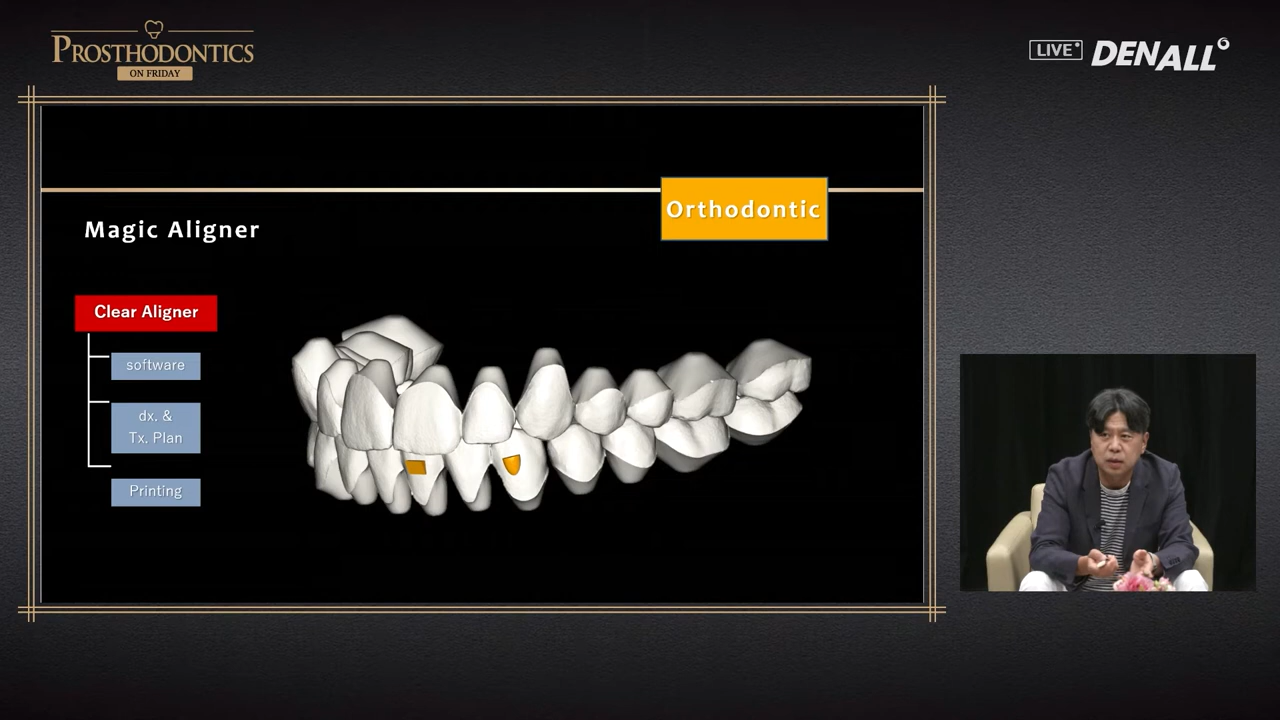 PROSTHODONTICS
ON FRIDAY
LIVE
DENALL
Orthodontic
Magic Aligner
Clear Aligner
software
dx. &
Tx. Plan
Printing